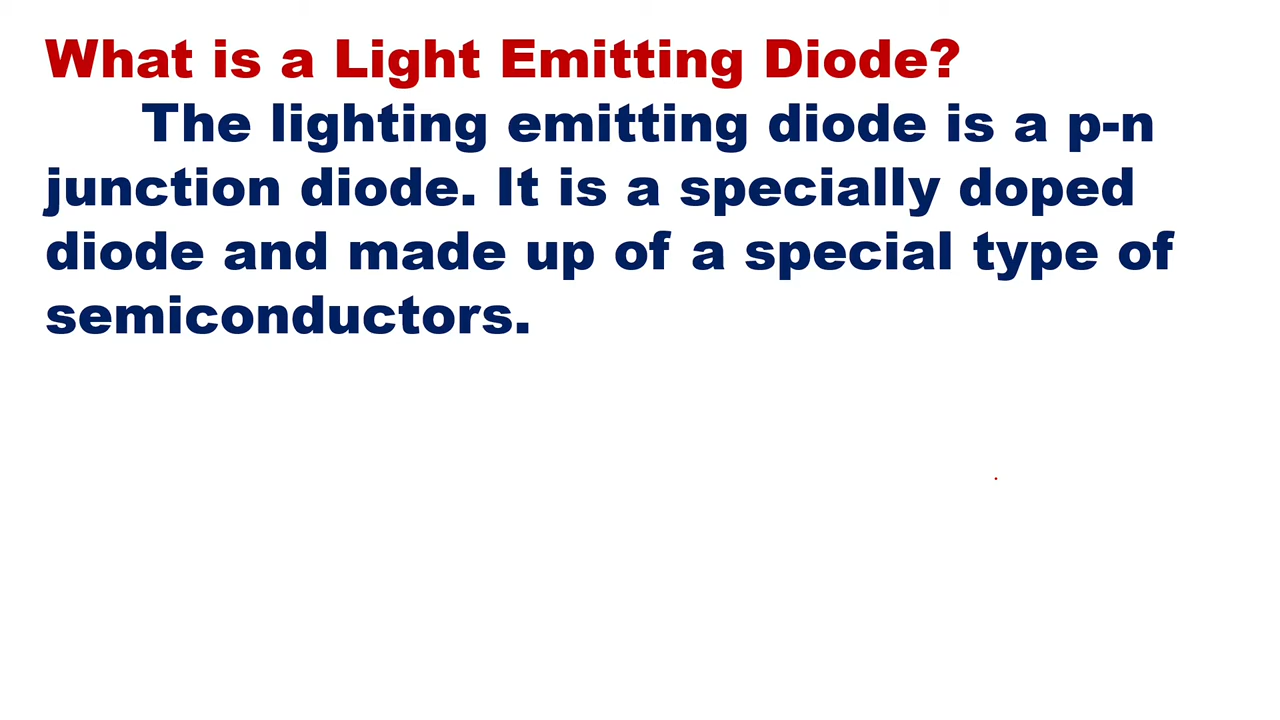 What is a Light Emitting Diode?
The lighting emitting diode is a p-n
junction diode. It is a specially doped
diode and made up of a special type of
semiconductors.